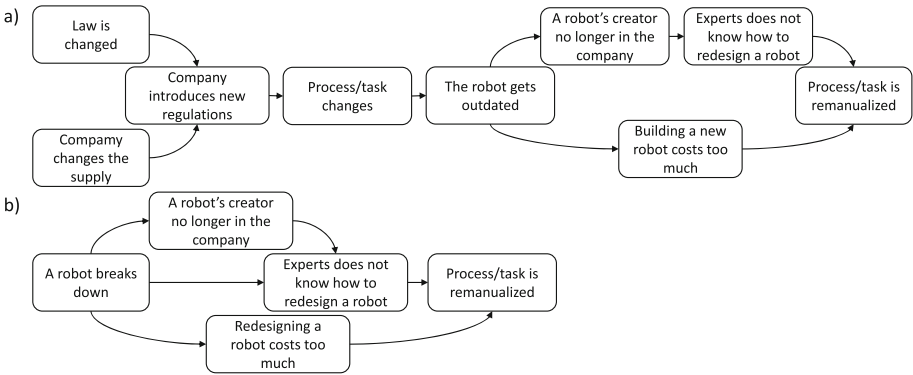 a)
Law is
changed
Compamy
changes the
supply
Company
introduces new
regulations
Process/task
changes
The robot gets
outdated
A robot's creator
no longer in the
company
Experts does not
know how to
redesign a robot
Building a new
robot costs too
much
Process/task is
remanualized
b)
A robot breaks
down
A robot's creator
no longer in the
company
Experts does not
know how to
redesign a robot
Redesigning a
robot costs too
much
Process/task is
remanualized